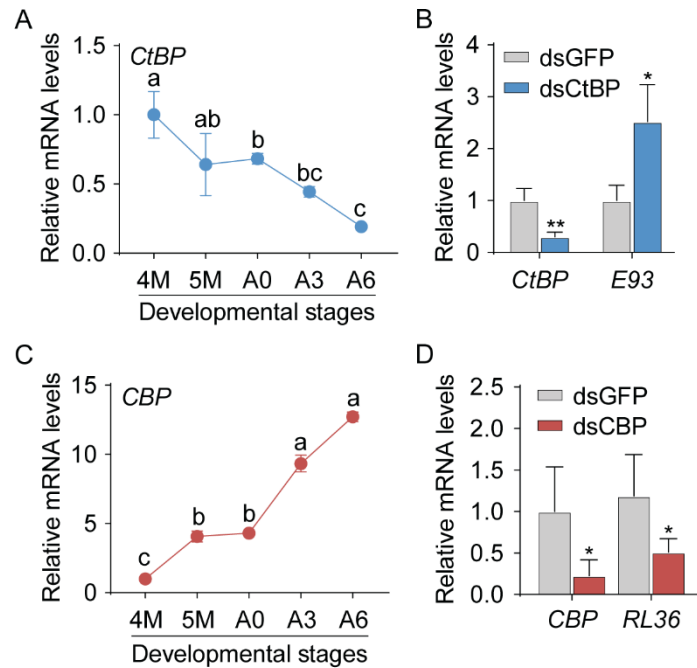 A
CtBP
Relative mRNA levels
1.5
1.0
0.5
0.0
a
ab
b
bc
c
4M 5M A0 A3 A6
Developmental stages
B
dsGFP
dsCtBP
Relative mRNA levels
4
3
2
1
0
**
*
CtBP E93
C
CBP
Relative mRNA levels
15
10
5
0
c
b
b
a
a
4M 5M A0 A3 A6
Developmental stages
D
dsGFP
dsCBP
Relative mRNA levels
2.5
2.0
1.5
1.0
0.5
0.0
*
*
CBP RL36